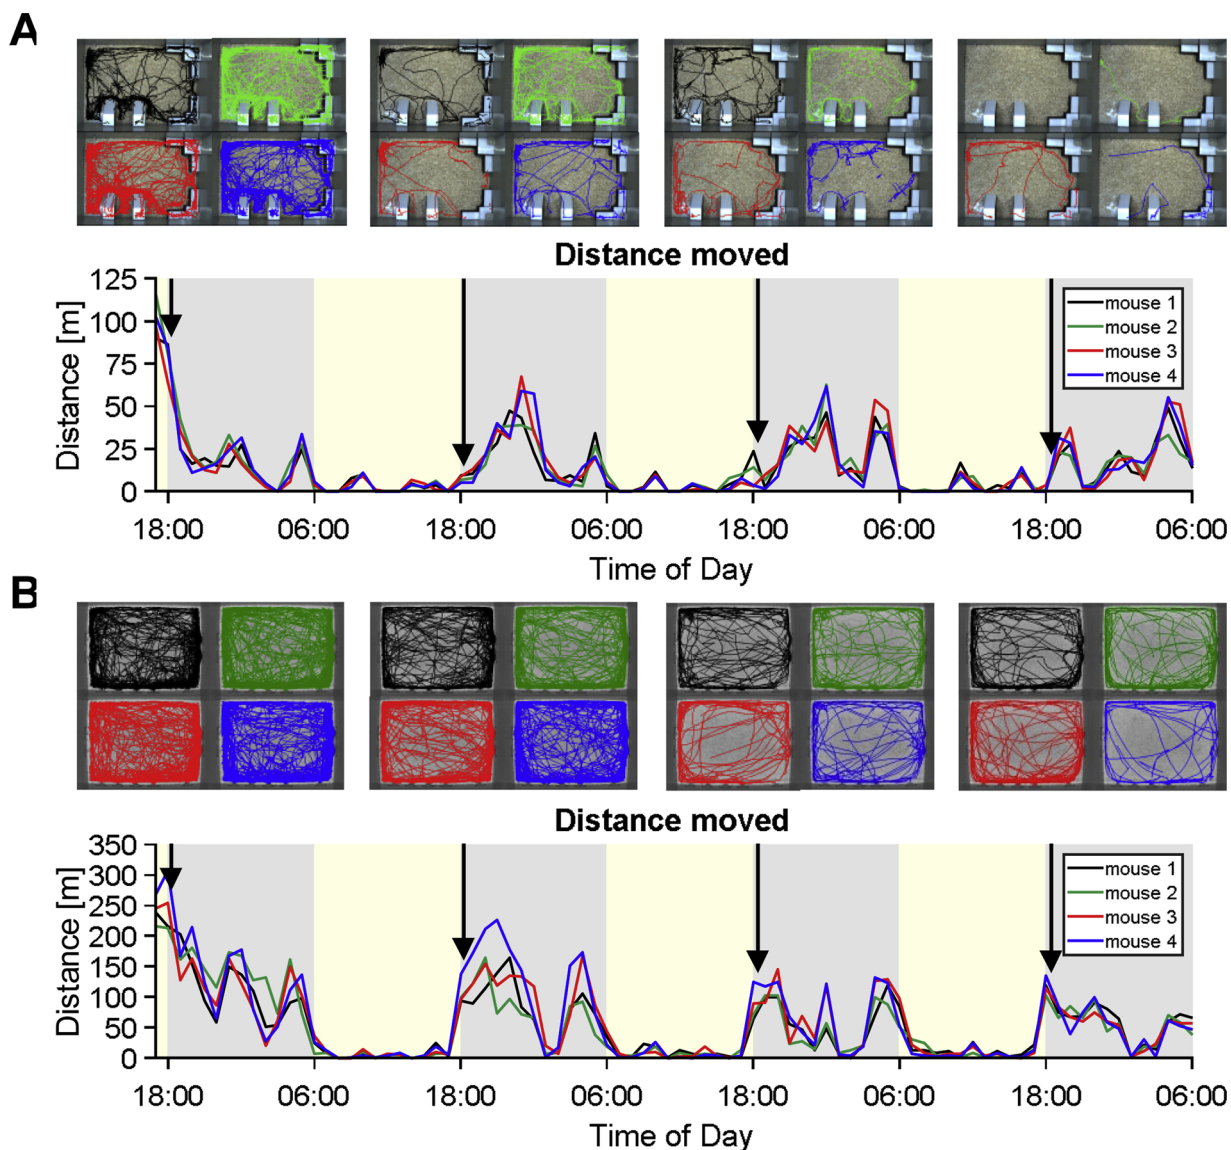 A
Distance moved
125
100
75
50
25
0
Distance [m]
mouse 1
mouse 2
mouse 3
mouse 4
18:00 06:00 18:00 06:00 18:00 06:00 18:00 06:00
Time of Day
B
Distance moved
350
300
250
200
150
100
50
0
Distance [m]
mouse 1
mouse 2
mouse 3
mouse 4
18:00 06:00 18:00 06:00 18:00 06:00 18:00 06:00
Time of Day